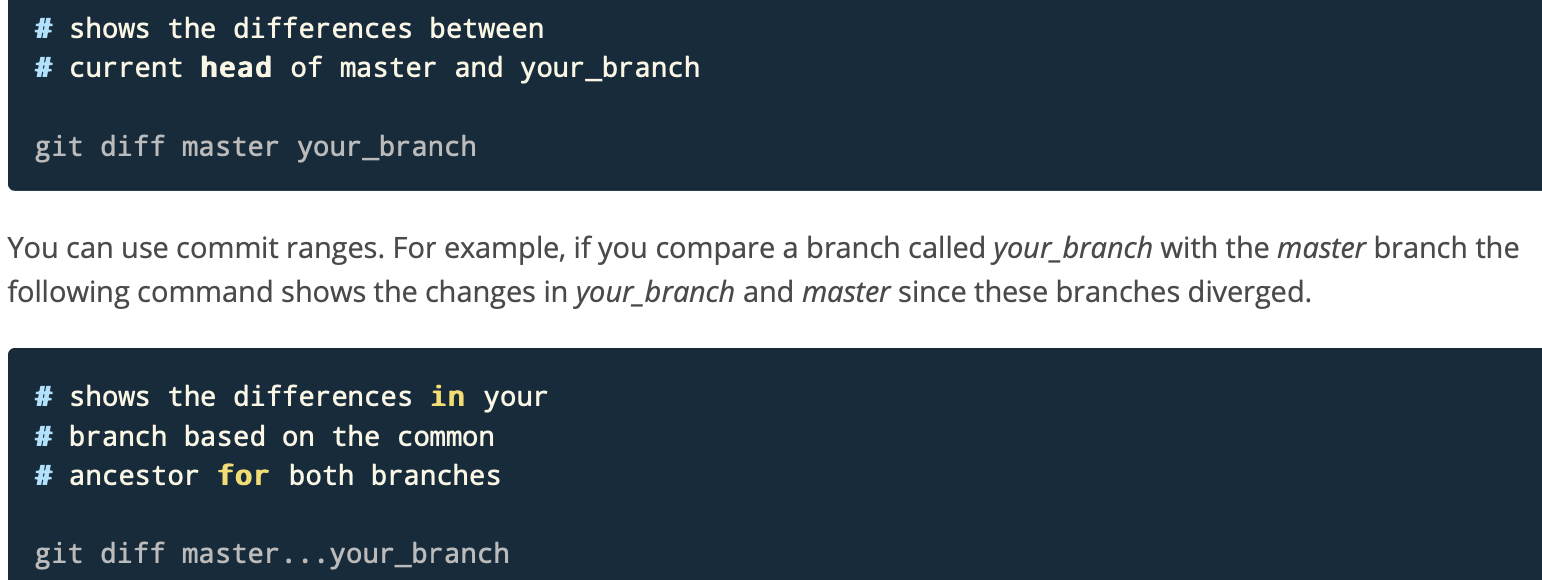 # shows the differences between
# current head of master and your_branch
git diff master your_branch
You can use commit ranges. For example, if you compare a branch called your_branch with the master branch the
following command shows the changes in your_branch and master since these branches diverged.
# shows the differences in your
# branch based on the common
# ancestor for both branches
git diff master...your_branch